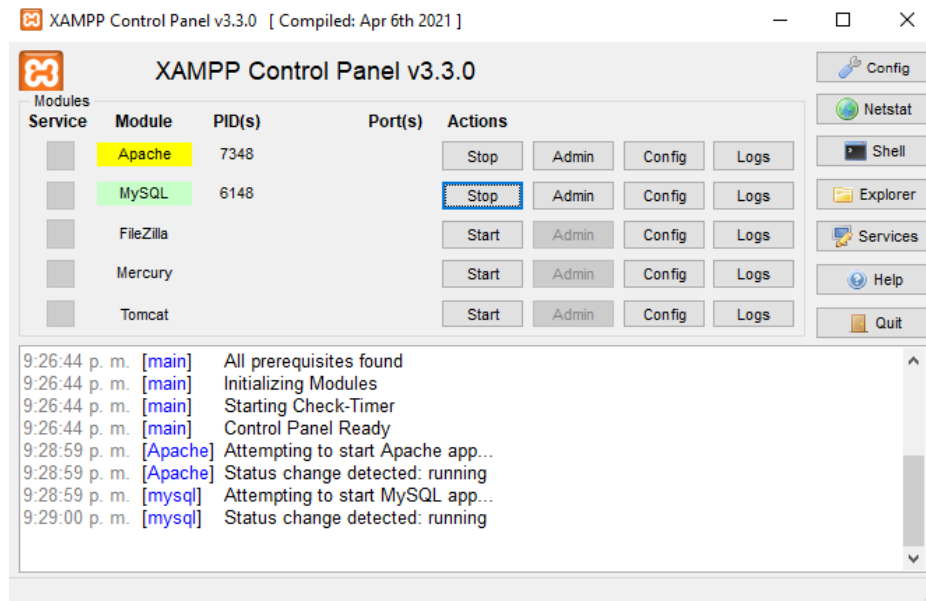 XAMPP Control Panel v3.3.0 [ Compiled: Apr 6th 2021 ]
XAMPP Control Panel v3.3.0
Config
Modules
Netstat
Service Module PID(s) Port(s) Actions
Apache 7348 Stop Admin Config Logs
Shell
MySQL 6148 Stop Admin Config Logs
Explorer
FileZilla Start Admin Config Logs
Services
Mercury Start Admin Config Logs
Help
Tomcat Start Admin Config Logs
Quit
9:26:44 p. m. [main] All prerequisites found
9:26:44 p. m. [main] Initializing Modules
9:26:44 p. m. [main] Starting Check-Timer
9:26:44 p. m. [main] Control Panel Ready
9:28:59 p. m. [Apache] Attempting to start Apache app...
9:28:59 p. m. [Apache] Status change detected: running
9:28:59 p. m. [mysql] Attempting to start MySQL app...
9:29:00 p. m. [mysql] Status change detected: running